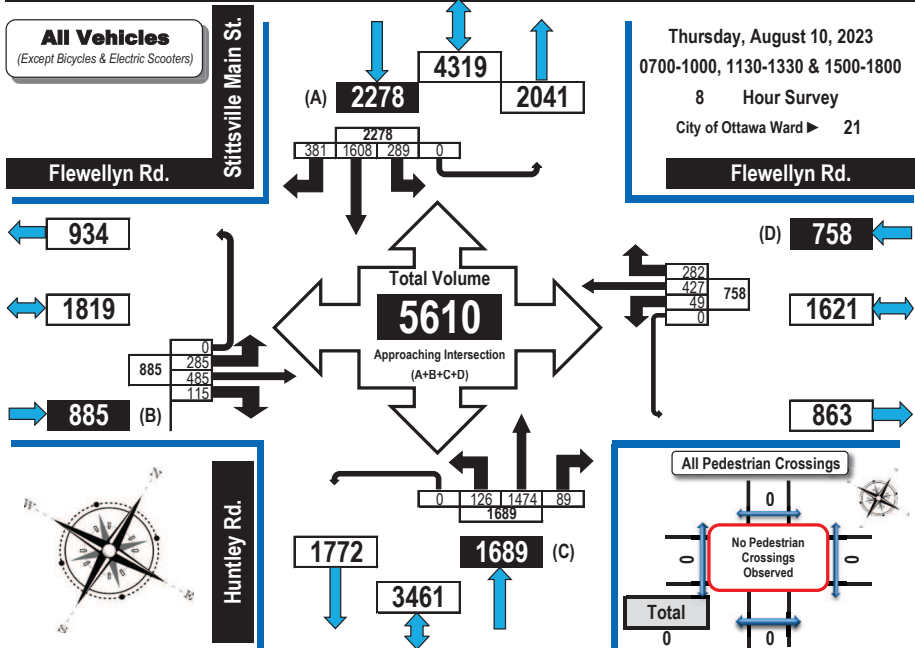 All Vehicles
(Except Bicycles & Electric Scooters)
Stittsville Main St.
Flewellyn Rd.
4319
(A) 2278
2041
2278
381 1608 289 0
Thursday, August 10, 2023
0700-1000, 1130-1330 & 1500-1800
8 Hour Survey
City of Ottawa Ward ► 21
Flewellyn Rd.
934
1819
885
0
285
485
115
885 (B)
Total Volume
5610
Approaching Intersection
(A+B+C+D)
(D) 758
282
427
49
0
758
1621
863
N
W
E
S
Huntley Rd.
0 126 1474 89
1689
1772
1689 (C)
3461
All Pedestrian Crossings
0
0
No Pedestrian
Crossings
Observed
0
Total
0
0